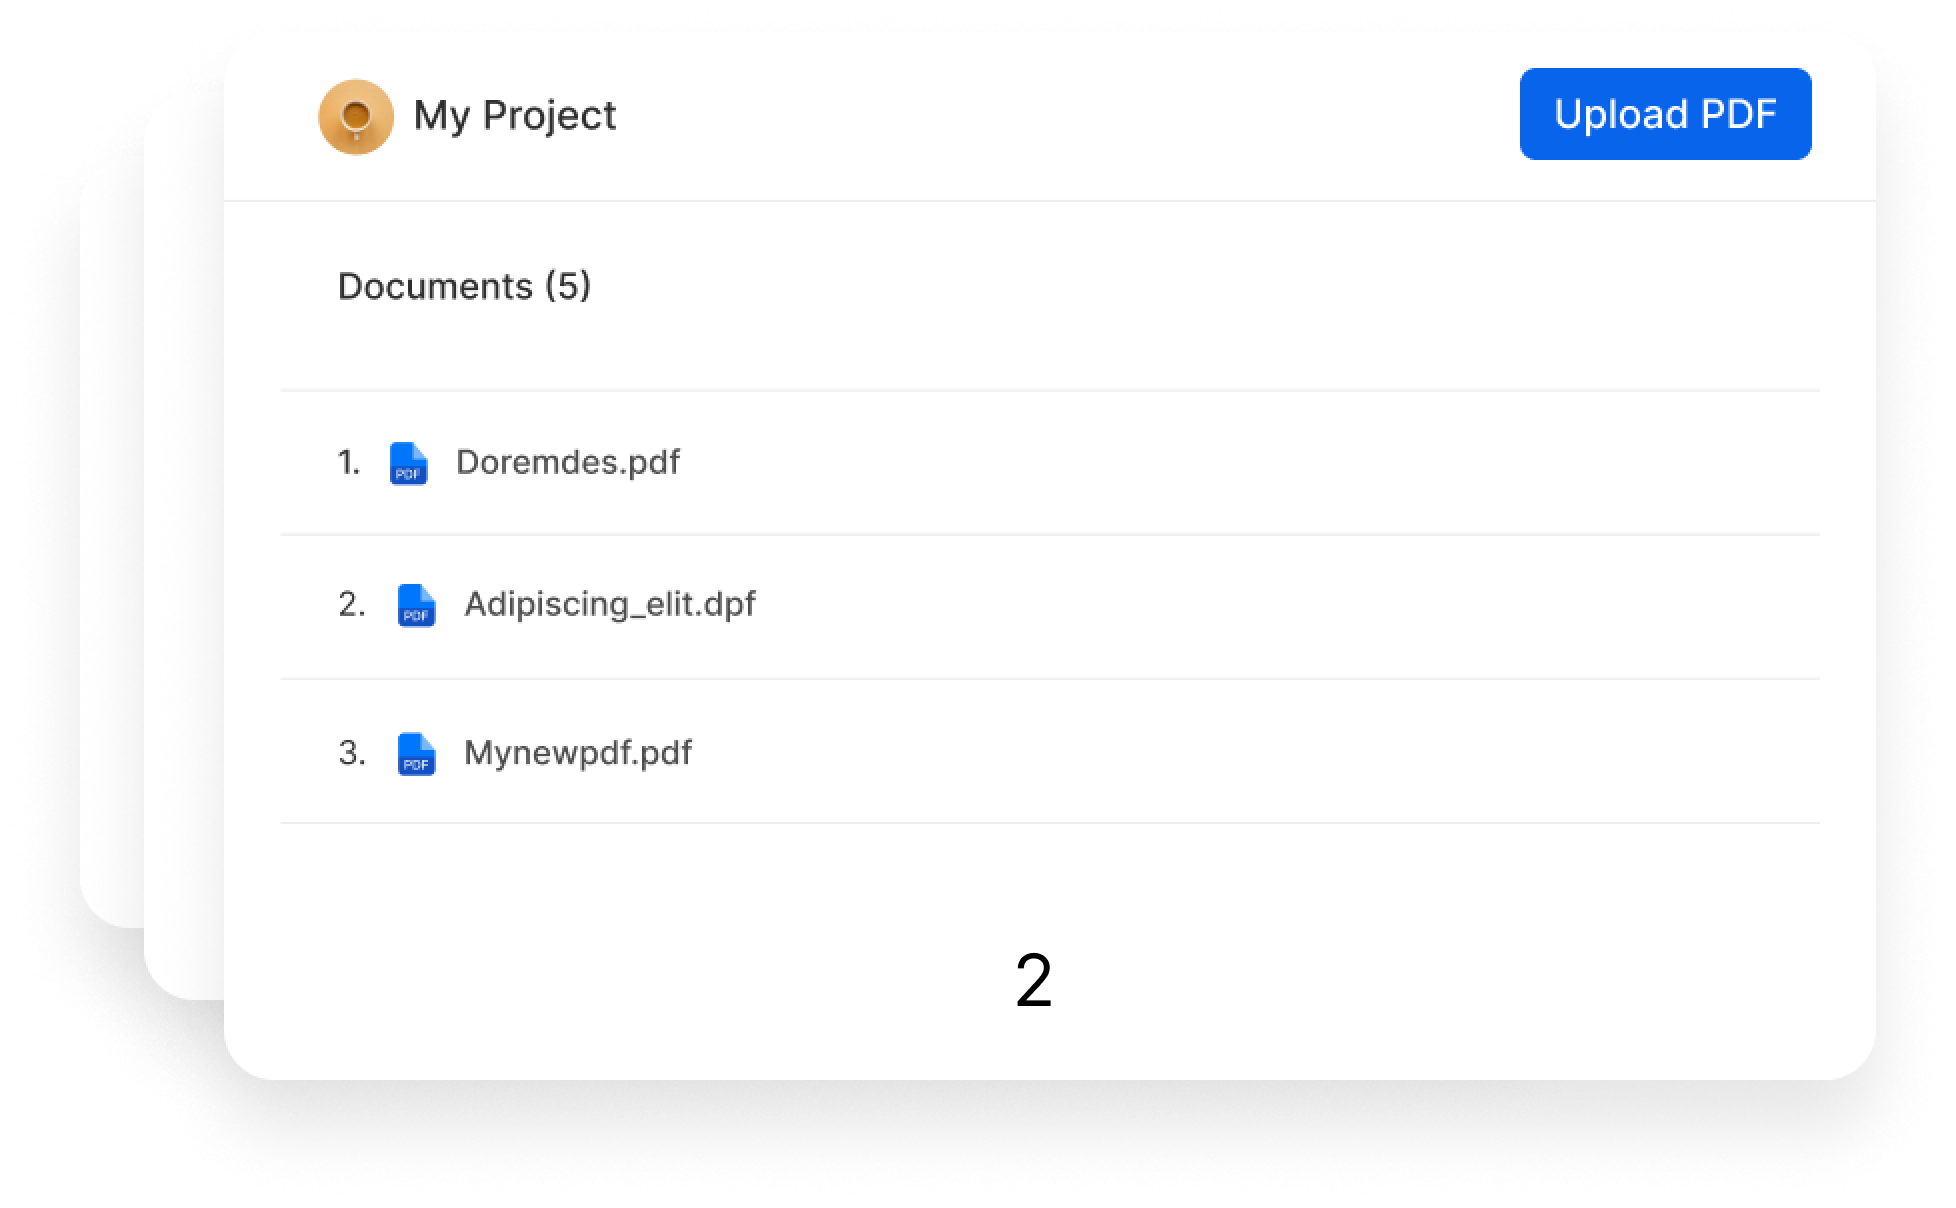 My Project
Upload PDF
Documents (5)
1. PDF Doremdes.pdf
2. PDF Adipiscing_elit.dpf
3. PDF Mynewpdf.pdf
2